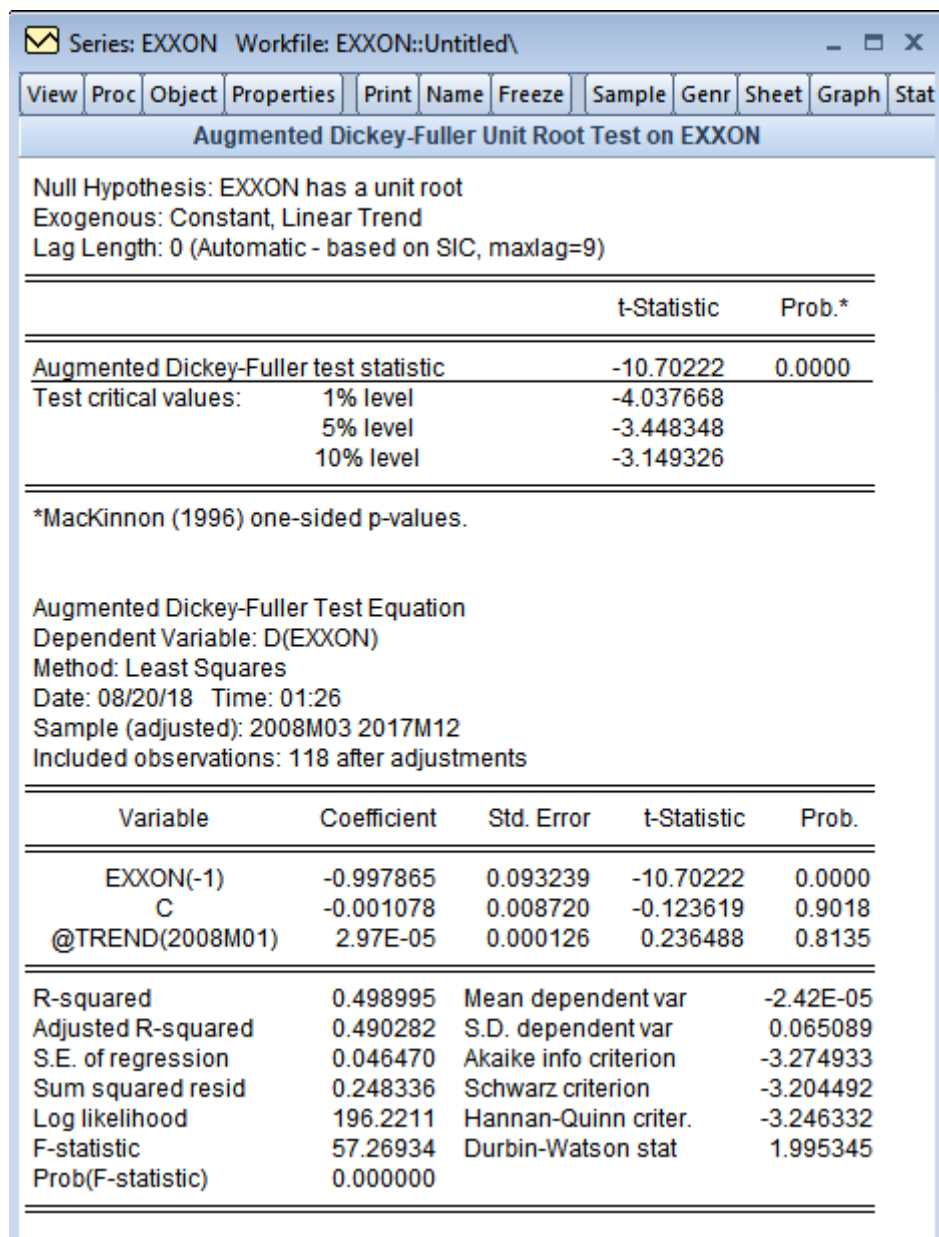 Series: EXXON Workfile: EXXON::Untitled\
View Proc Object Properties Print Name Freeze Sample Genr Sheet Graph Stat
Augmented Dickey-Fuller Unit Root Test on EXXON
Null Hypothesis: EXXON has a unit root
Exogenous: Constant, Linear Trend
Lag Length: 0 (Automatic - based on SIC, maxlag=9)
t-Statistic Prob.*
Augmented Dickey-Fuller test statistic -10.70222 0.0000
Test critical values: 1% level -4.037668
5% level -3.448348
10% level -3.149326
*MacKinnon (1996) one-sided p-values.
Augmented Dickey-Fuller Test Equation
Dependent Variable: D(EXXON)
Method: Least Squares
Date: 08/20/18 Time: 01:26
Sample (adjusted): 2008M03 2017M12
Included observations: 118 after adjustments
Variable Coefficient Std. Error t-Statistic Prob.
EXXON(-1) -0.997865 0.093239 -10.70222 0.0000
C -0.001078 0.008720 -0.123619 0.9018
@TREND(2008M01) 2.97E-05 0.000126 0.236488 0.8135
R-squared 0.498995 Mean dependent var -2.42E-05
Adjusted R-squared 0.490282 S.D. dependent var 0.065089
S.E. of regression 0.046470 Akaike info criterion -3.274933
Sum squared resid 0.248336 Schwarz criterion -3.204492
Log likelihood 196.2211 Hannan-Quinn criter. -3.246332
F-statistic 57.26934 Durbin-Watson stat 1.995345
Prob(F-statistic) 0.000000